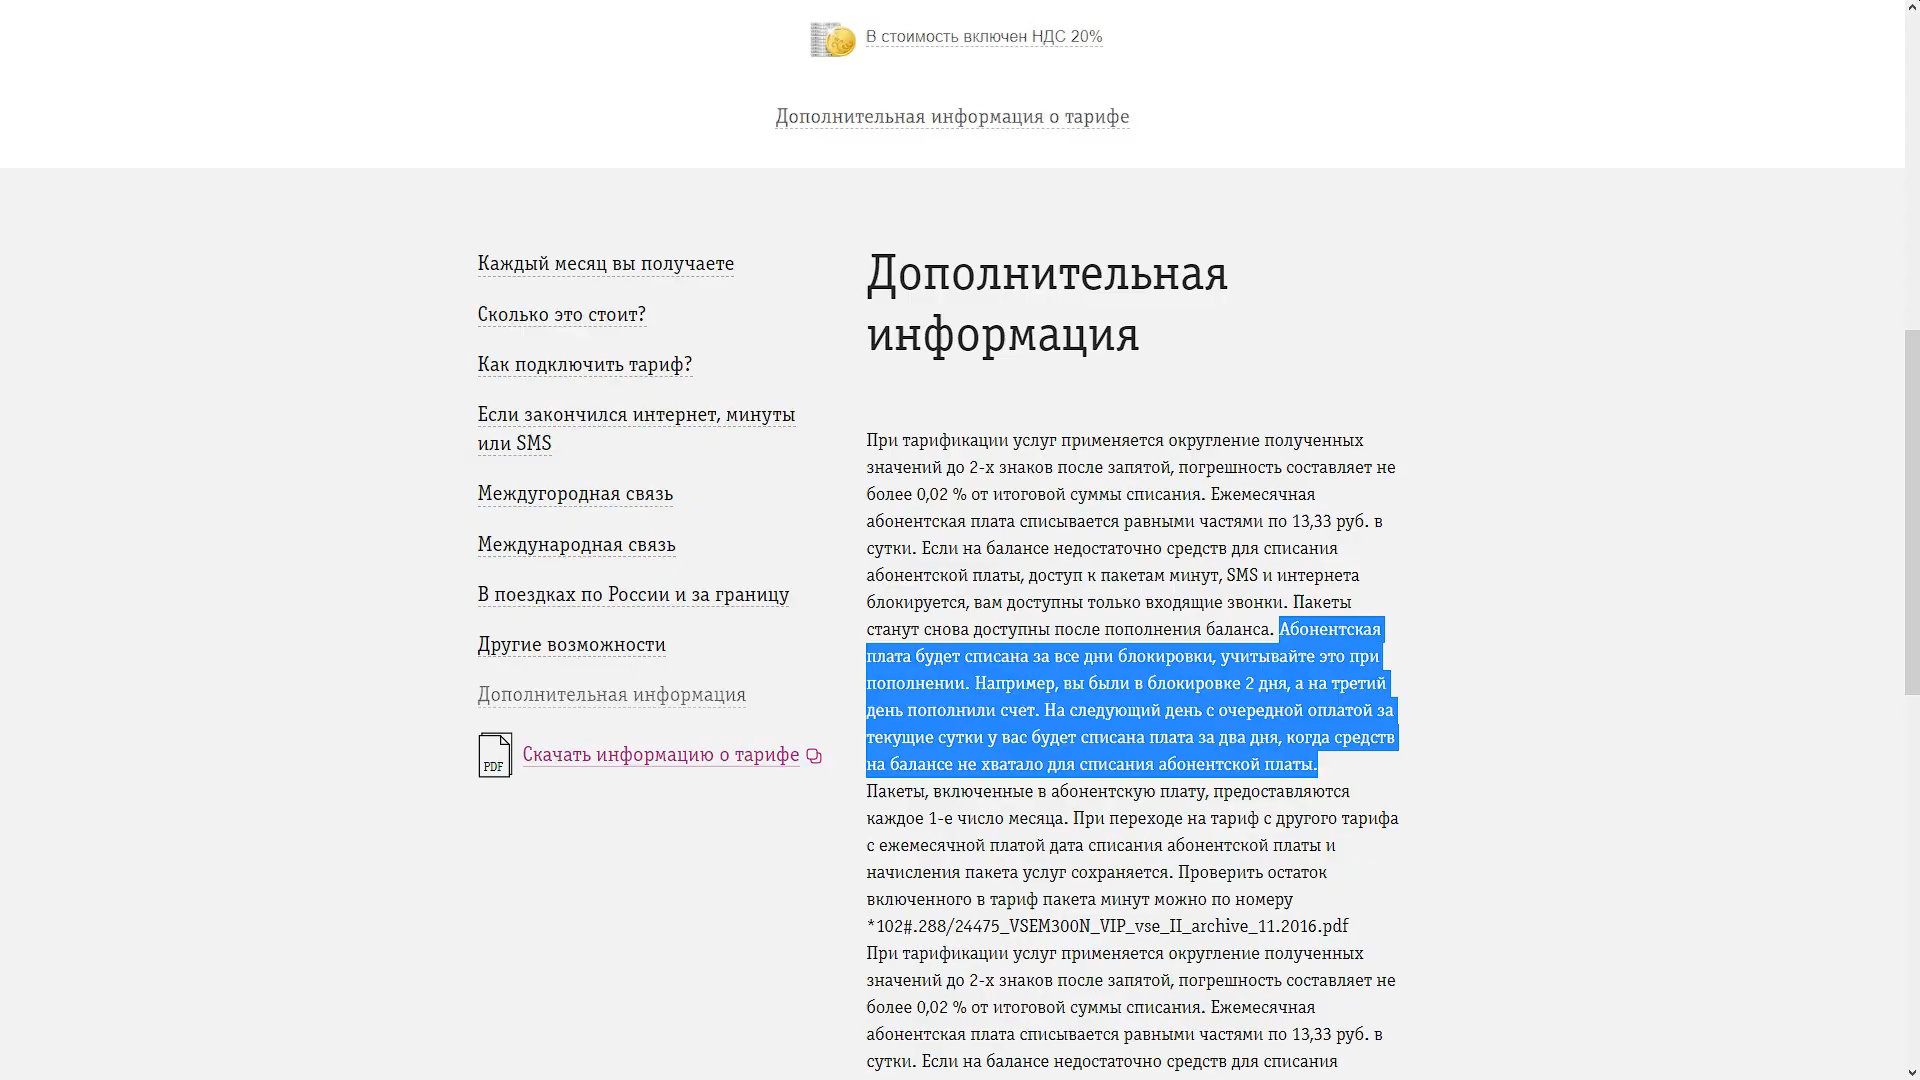 В стоимость включен НДС 20%
Дополнительная информация о тарифе
Каждый месяц вы получаете
Сколько это стоит?
Как подключить тариф?
Если закончился интернет, минуты
или SMS
Междугородная связь
Международная связь
В поездках по России и за границу
Другие возможности
Дополнительная информация
PDF
Скачать информацию о тарифе
Дополнительная
информация
При тарификации услуг применяется округление полученных
значений до 2-х знаков после запятой, погрешность составляет не
более 0,02 % от итоговой суммы списания. Ежемесячная
абонентская плата списывается равными частями по 13,33 руб. в
сутки. Если на балансе недостаточно средств для списания
абонентской платы, доступ к пакетам минут, SMS и интернета
блокируется, вам доступны только входящие звонки. Пакеты
станут снова доступны после пополнения баланса. Абонентская
плата будет списана за все дни блокировки, учитывайте это при
пополнении. Например, вы были в блокировке 2 дня, а на третий
день пополнили счет. На следующий день с очередной оплатой за
текущие сутки у вас будет списана плата за два дня, когда средств
на балансе не хватало для списания абонентской платы.
Пакеты, включенные в абонентскую плату, предоставляются
каждое 1-е число месяца. При переходе на тариф с другого тарифа
с ежемесячной платой дата списания абонентской платы и
начисления пакета услуг сохраняется. Проверить остаток
включенного в тариф пакета минут можно по номеру
*102#.288/24475_VSEM300N_VIP_vse_II_archive_11.2016.pdf
При тарификации услуг применяется округление полученных
значений до 2-х знаков после запятой, погрешность составляет не
более 0,02 % от итоговой суммы списания. Ежемесячная
абонентская плата списывается равными частями по 13,33 руб. в
сутки. Если на балансе недостаточно средств для списания